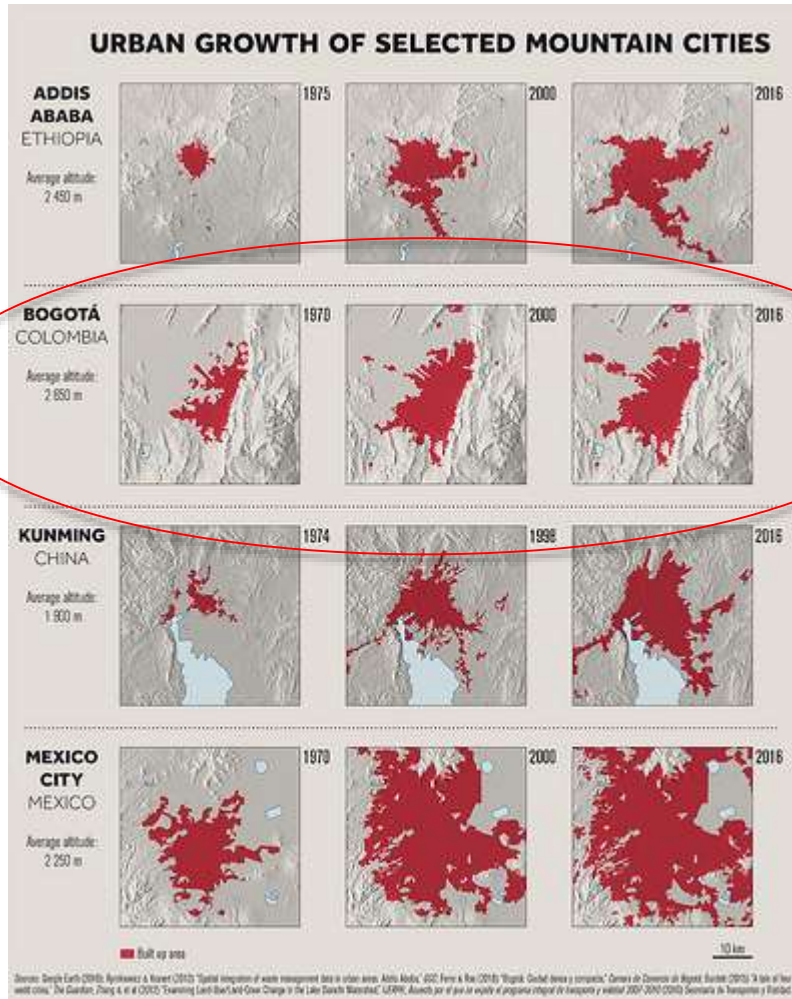 URBAN GROWTH OF SELECTED MOUNTAIN CITIES
ADDIS
ABABA
ETHIOPIA
Average altitude:
2 450 m
1975
2000
2016
BOGOTÁ
COLOMBIA
Average altitude:
2 650 m
1970
2000
2016
KUNMING
CHINA
Average altitude:
1 900 m
1974
1998
2016
MEXICO
CITY
MEXICO
Average altitude:
2 250 m
1970
2000
2016
Built up area
10 km